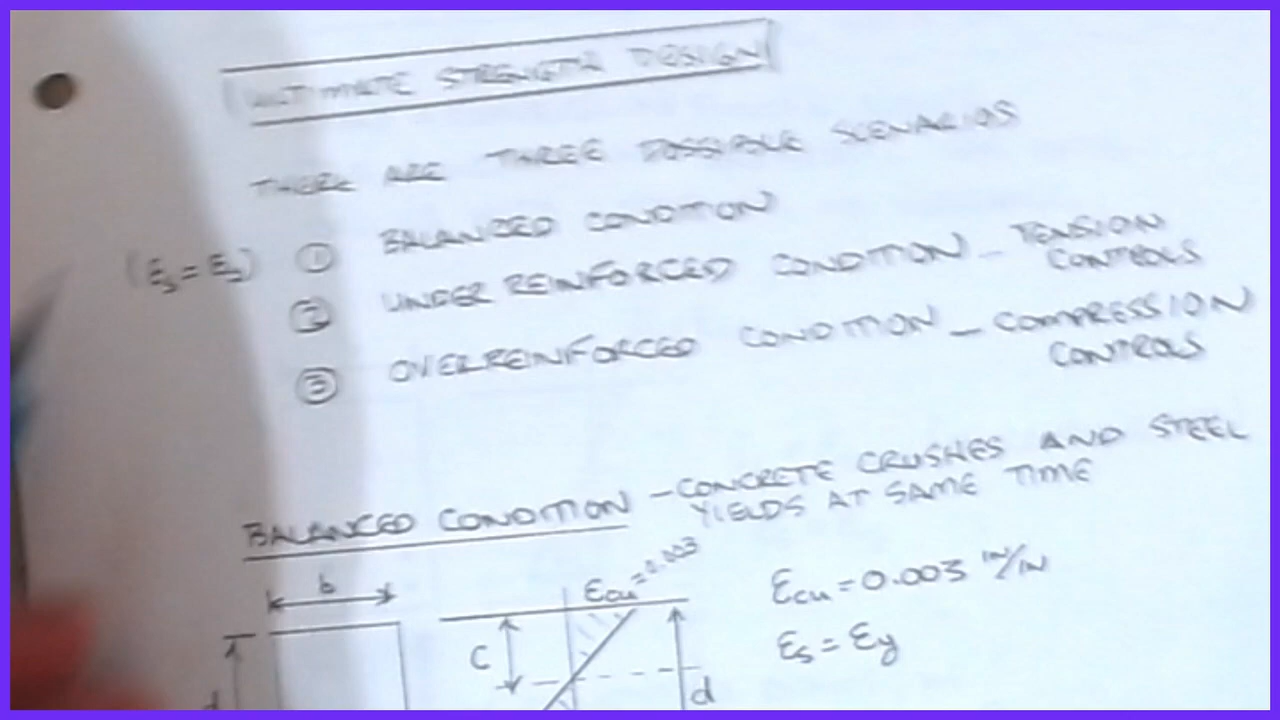 ULTIMATE STRENGTH DESIGN
THERE ARE THREE POSSIBLE SCENARIOS
(εs = εy) ① BALANCED CONDITION
② UNDER REINFORCED CONDITION - TENSION CONTROLS
③ OVERREINFORCED CONDITION - COMPRESSION CONTROLS
BALANCED CONDITION - CONCRETE CRUSHES AND STEEL
YIELDS AT SAME TIME
b
εcu = 0.003
εcu = 0.003 IN/IN
εs = εy
c
d
d